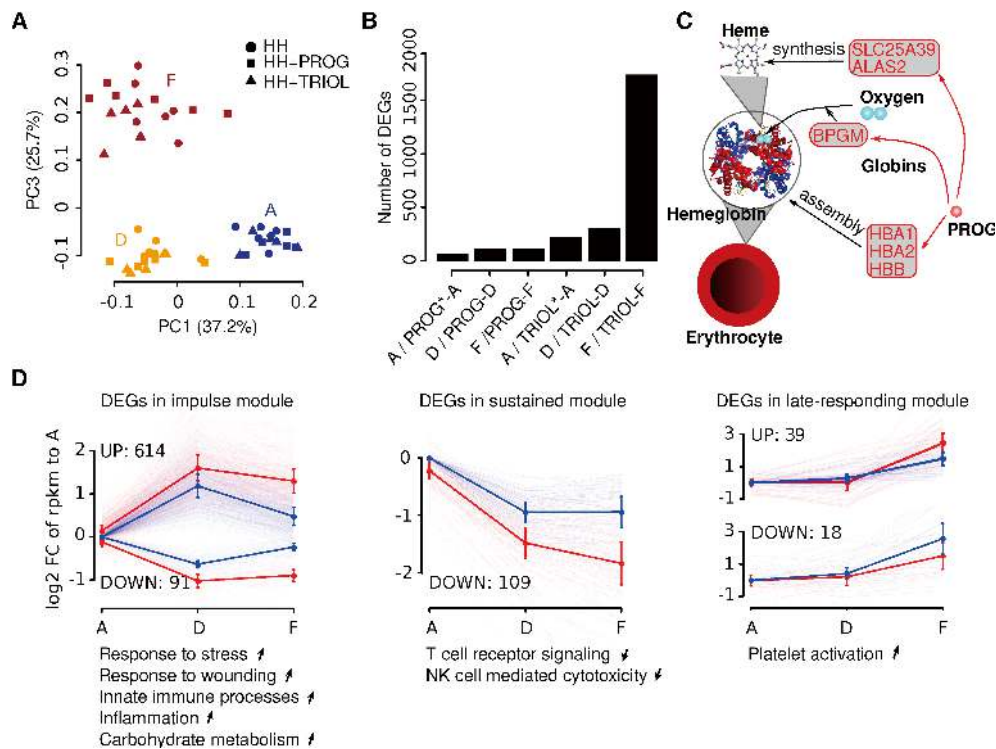 A
HH
HH-PROG
HH-TRIOL
F
A
D
PC3 (25.7%)
0.3
0.2
0.1
0
-0.1
-0.1
0
0.1
0.2
PC1 (37.2%)
B
Number of DEGs
2000
1500
1000
500
0
A / PROG*-A
D / PROG-D
F /PROG-F
A / TRIOL*-A
D / TRIOL-D
F / TRIOL-F
C
Heme
synthesis
SLC25A39
ALAS2
Oxygen
BPGM
Globins
Hemeglobin
assembly
PROG
HBA1
HBA2
HBB
Erythrocyte
D
DEGs in impulse module
log2 FC of rpkm to A
UP: 614
2
1
0
-1
DOWN: 91
A
D
F
Response to stress
Response to wounding
Innate immune processes
Inflammation
Carbohydrate metabolism
DEGs in sustained module
0
-1
-2
DOWN: 109
A
D
F
T cell receptor signaling
NK cell mediated cytotoxicity
DEGs in late-responding module
UP: 39
3
1
-1
DOWN: 18
3
1
-1
A
D
F
Platelet activation